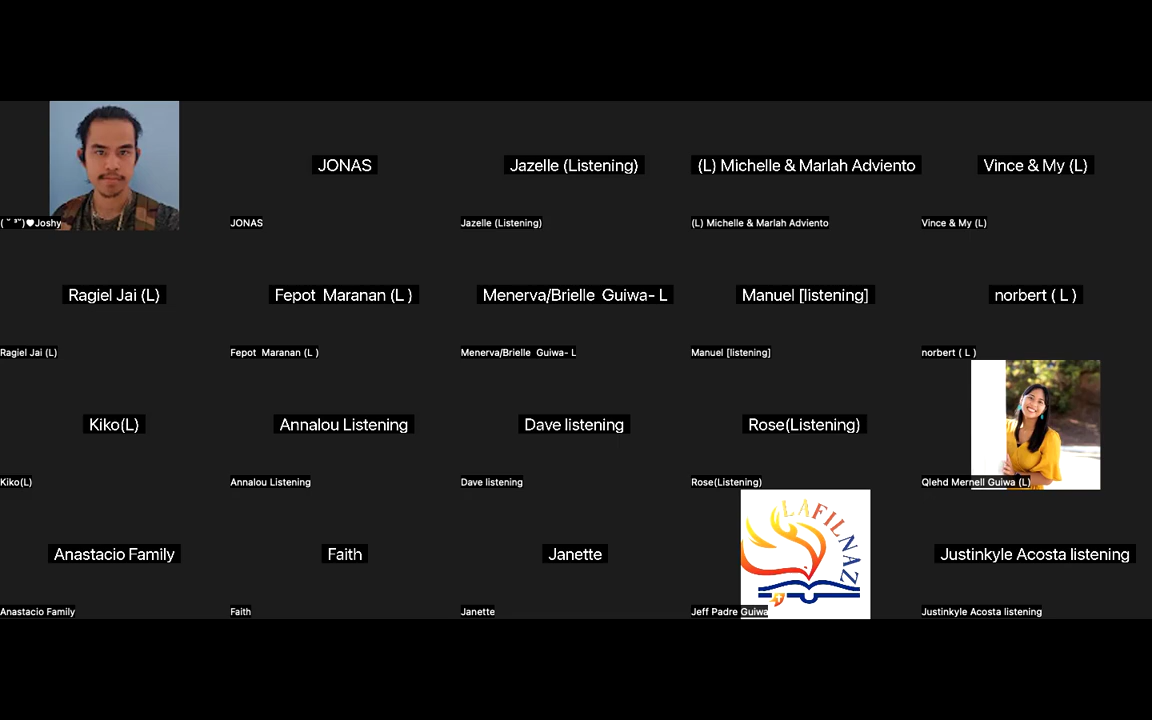 ( ˘ ³˘)♥Joshy
JONAS
JONAS
Jazelle (Listening)
Jazelle (Listening)
(L) Michelle & Marlah Adviento
(L) Michelle & Marlah Adviento
Vince & My (L)
Vince & My (L)
Ragiel Jai (L)
Ragiel Jai (L)
Fepot Maranan (L )
Fepot Maranan (L )
Menerva/Brielle Guiwa- L
Menerva/Brielle Guiwa- L
Manuel [listening]
Manuel [listening]
norbert ( L )
norbert ( L )
Kiko(L)
Kiko(L)
Annalou Listening
Annalou Listening
Dave listening
Dave listening
Rose(Listening)
Rose(Listening)
Qlehd Mernell Guiwa (L)
Anastacio Family
Anastacio Family
Faith
Faith
Janette
Janette
LAFILNAZ
Jeff Padre Guiwa
Justinkyle Acosta listening
Justinkyle Acosta listening